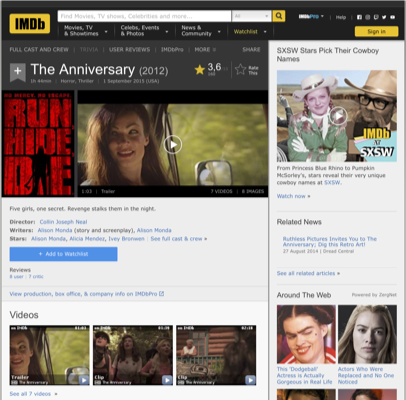 IMDb
Find Movies, TV shows, Celebrities and more...
All
IMDbPro
Help
Movies, TV
& Showtimes
Celebs, Events
& Photos
News &
Community
Watchlist
Sign in
FULL CAST AND CREW | TRIVIA | USER REVIEWS | IMDbPro | MORE
SHARE
The Anniversary (2012)
3,6
Rate
This
1h 40min | Horror, Thriller | 1 September 2015 (USA)
RUN
HIDE
DIE
1:03 | Trailer
7 VIDEOS | 8 IMAGES
Five girls, one secret. Revenge stalks them in the night.
Director: Collin Joseph Neal
Writers: Alison Monda (story and screenplay), Alison Monda
Stars: Alison Monda, Alicia Mendez, Ivey Bronwen | See full cast & crew »
+ Add to Watchlist
Reviews
9 user | 7 critic
View production, box office, & company info on IMDbPro
Videos
Trailer
The Anniversary
Clip
The Anniversary
Clip
The Anniversary
See all 7 videos »
SXSW Stars Pick Their Cowboy
Names
IMDb
AT
SXSW
From Princess Blue Rhino to Pumpkin
McSorley's, stars reveal their very unique
cowboy names at SXSW.
Watch now »
Related News
Ruthless Pictures Invites You to The
Anniversary; Dig this Retro Art!
27 August 2014 | Dread Central
See all related articles »
Around The Web
Powered by ZergNet
This 'Dodgeball'
Actress is Actually
Gorgeous in Real Life
Actors Who Were
Replaced and No One
Noticed